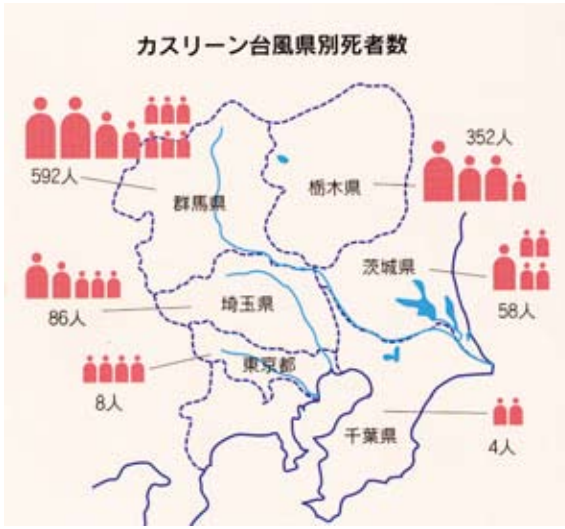 カスリーン台風県別死者数
592人
群馬県
栃木県
352人
茨城県
58人
埼玉県
86人
東京都
8人
千葉県
4人